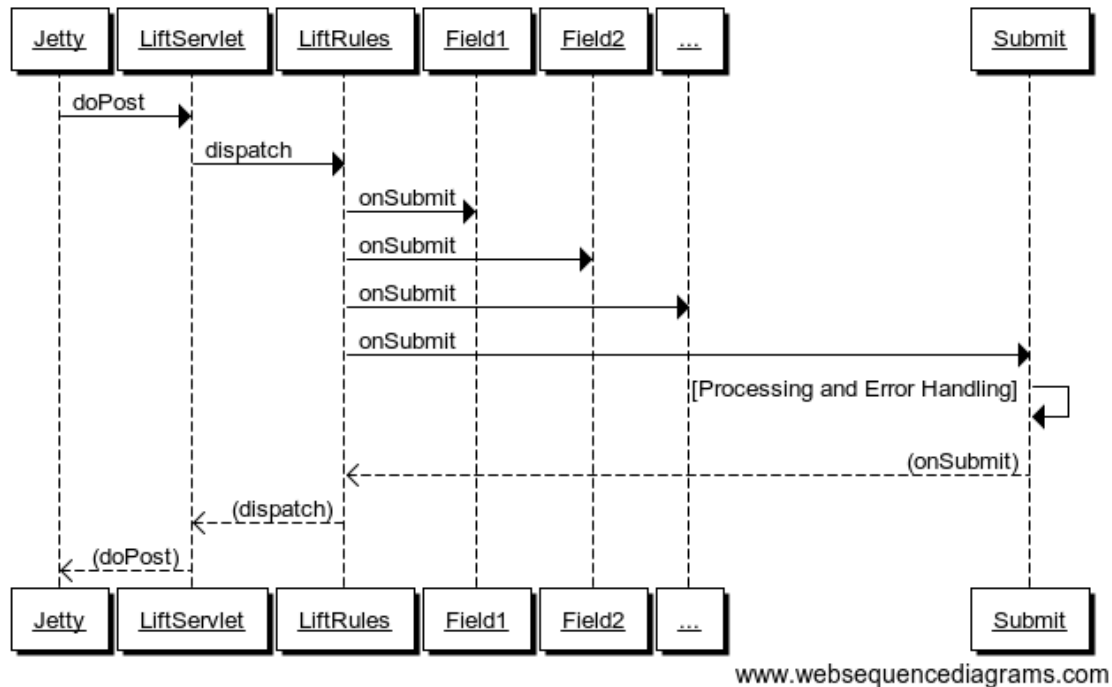 Jetty LiftServlet LiftRules Field1 Field2 ... Submit
doPost
dispatch
onSubmit
onSubmit
onSubmit
onSubmit
[Processing and Error Handling]
(onSubmit)
(dispatch)
(doPost)
Jetty LiftServlet LiftRules Field1 Field2 ... Submit
www.websequencediagrams.com